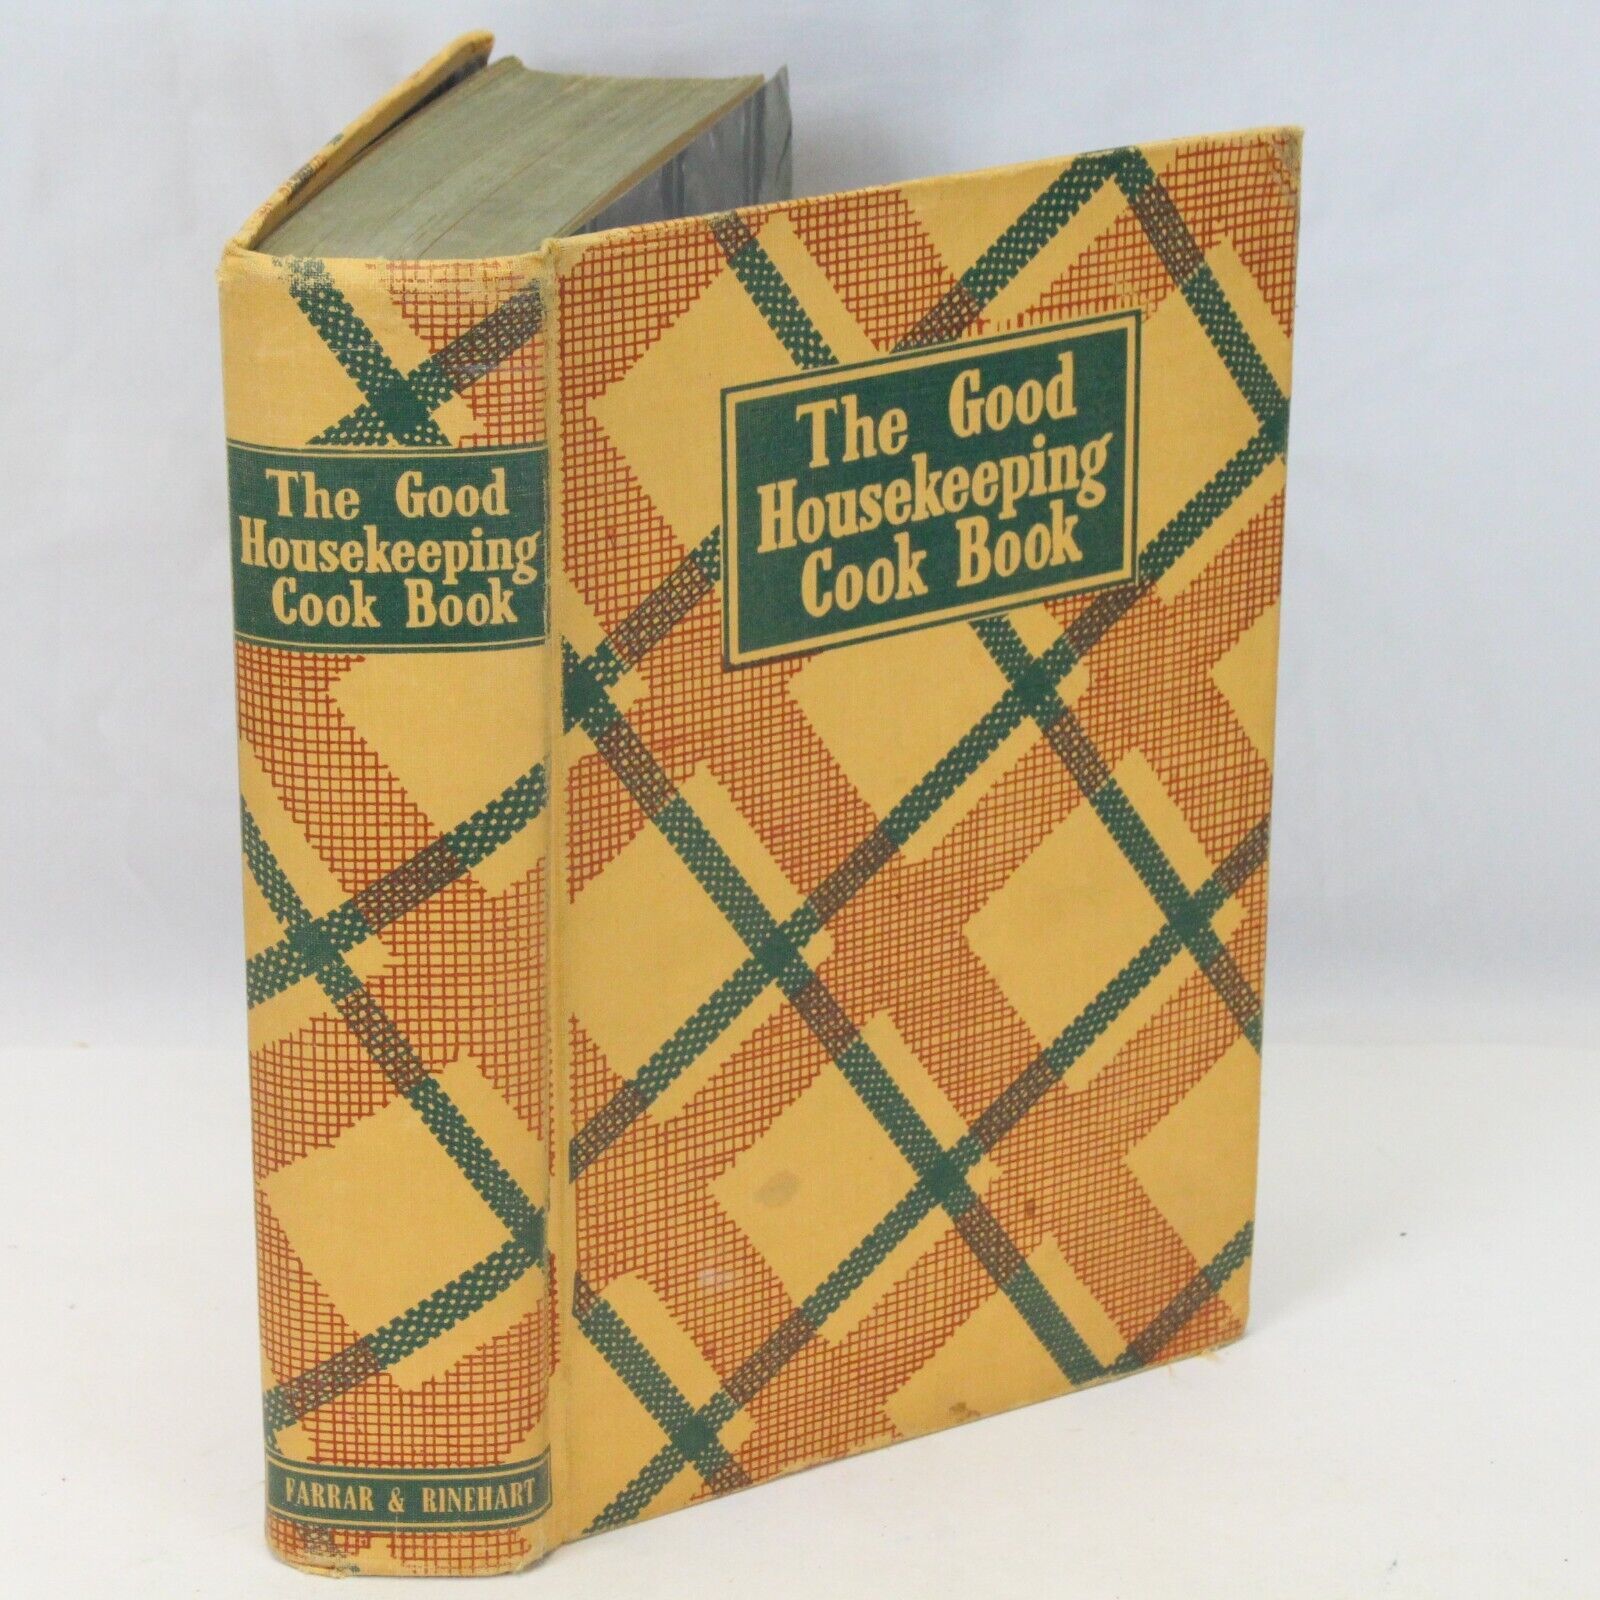 The Good
Housekeeping
Cook Book
FARRAR & RINEHART
The Good
Housekeeping
Cook Book